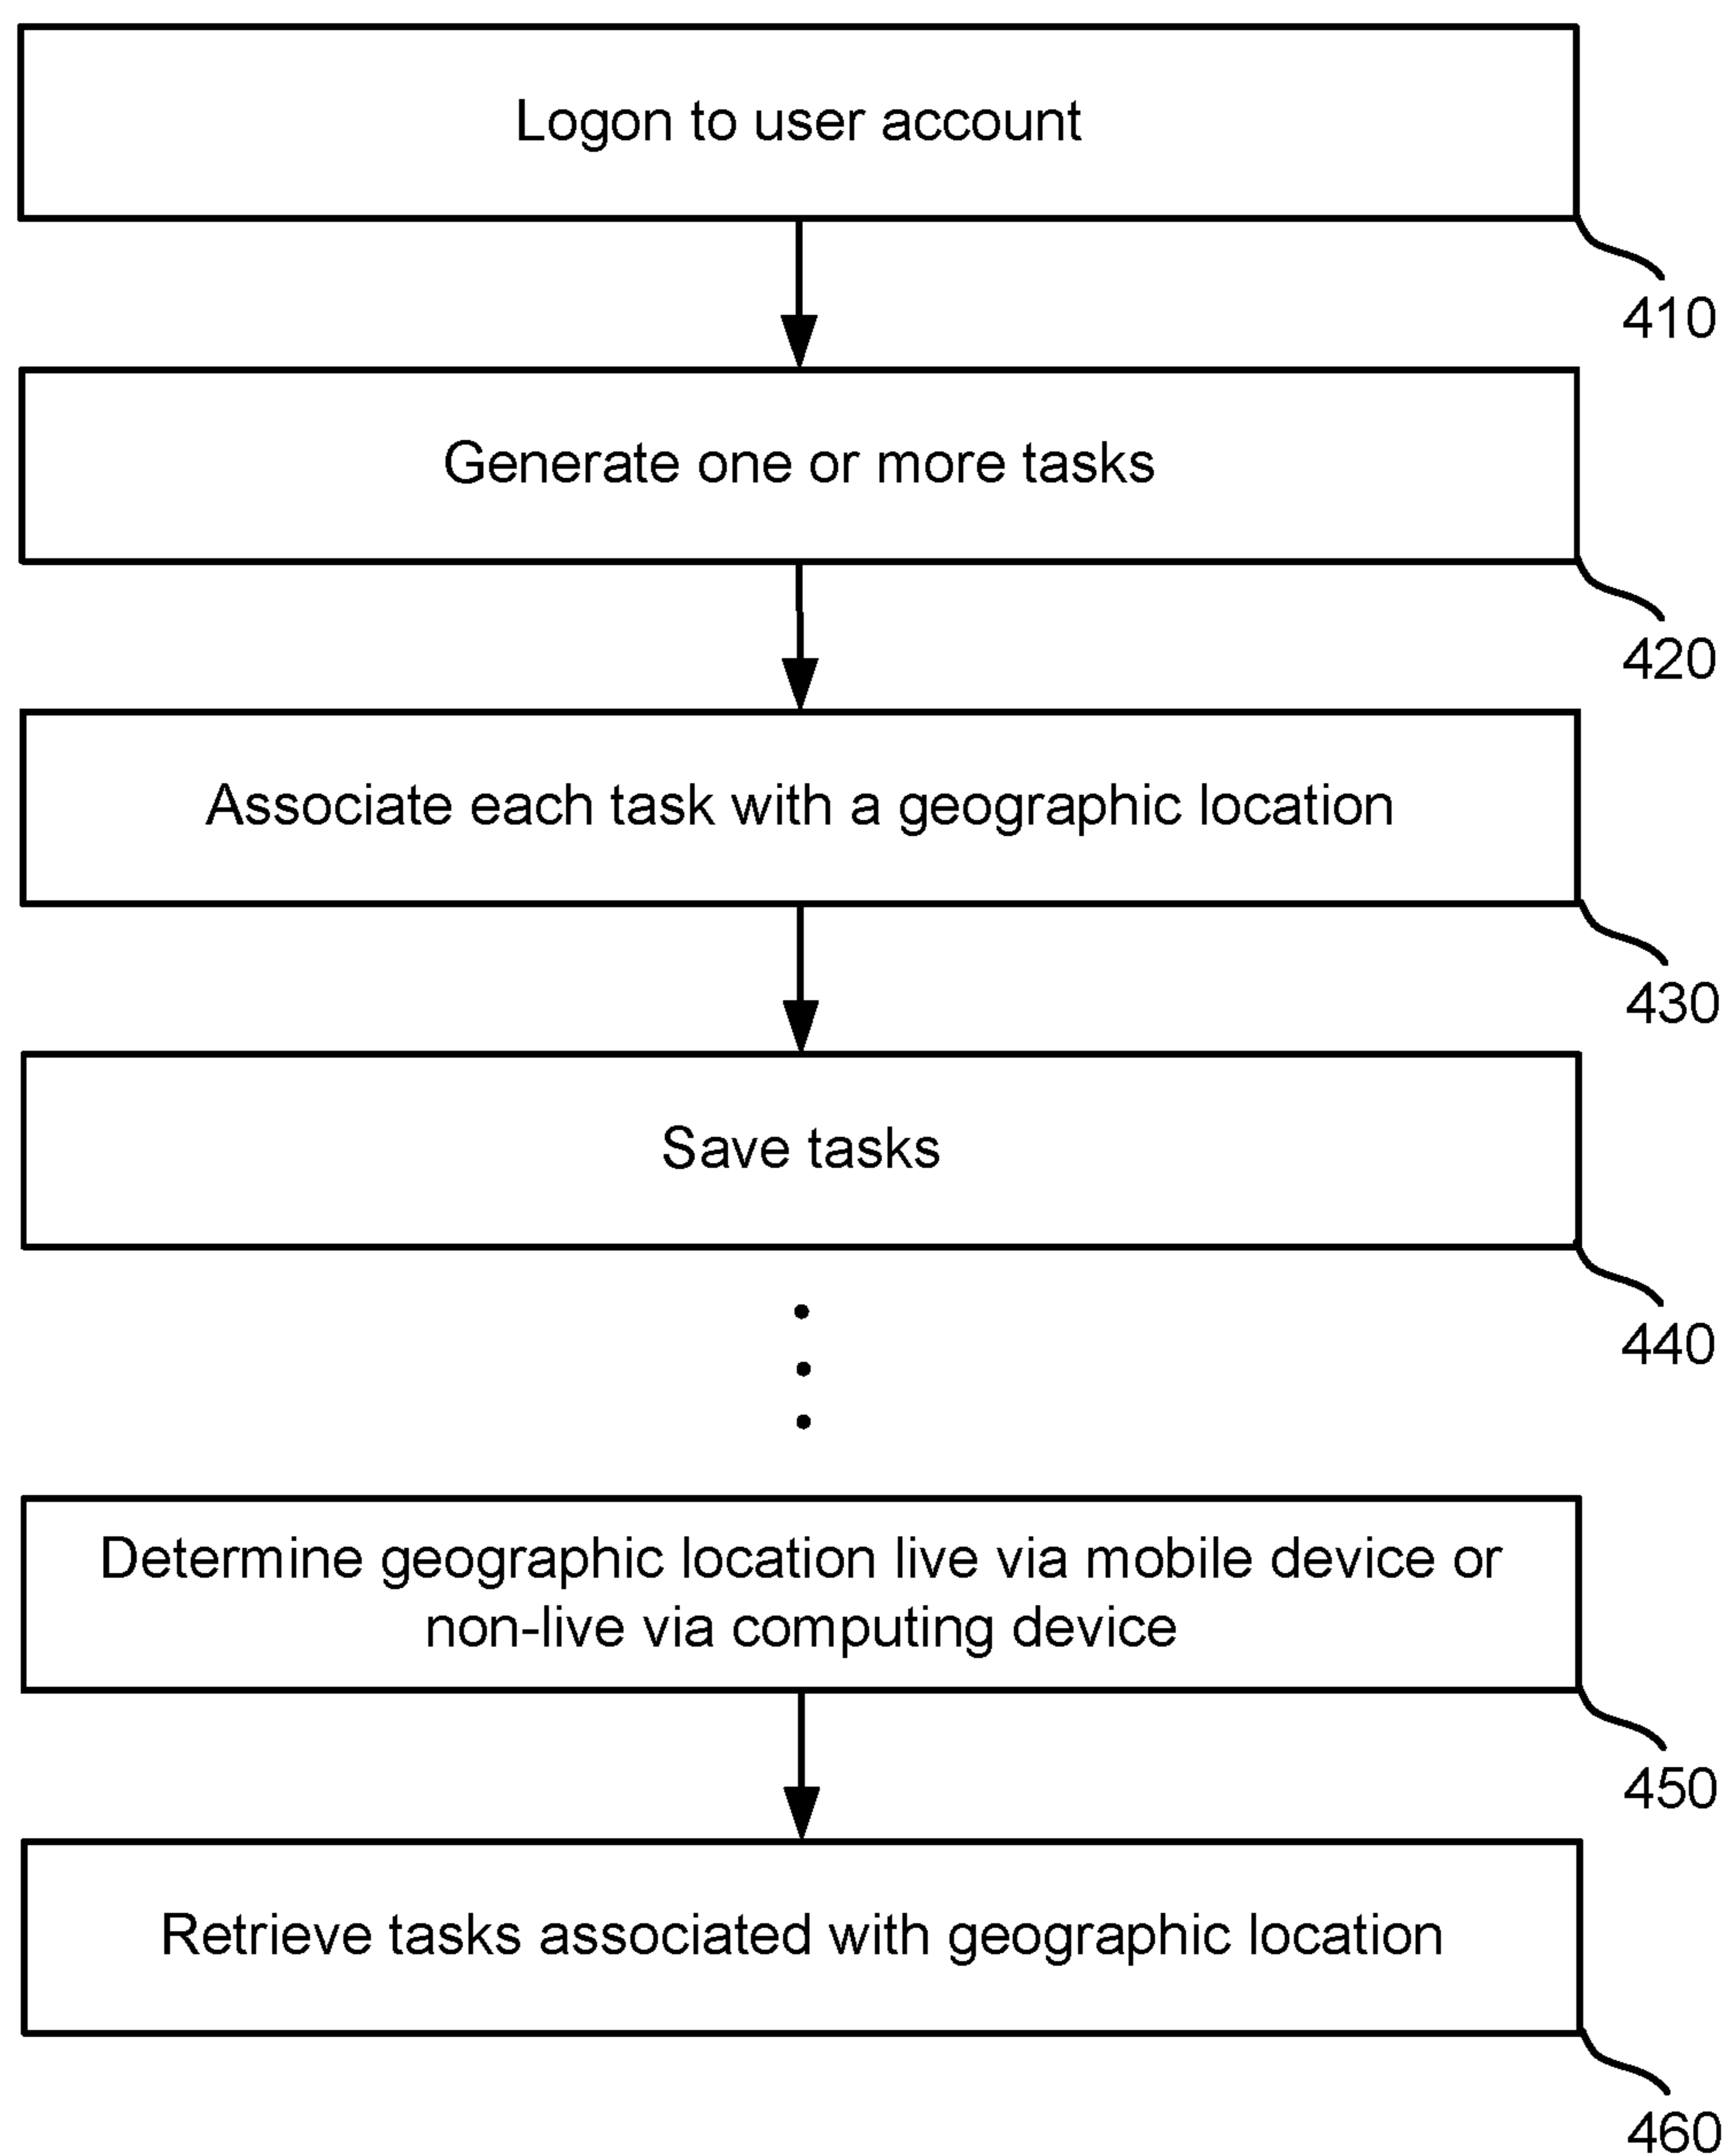 Logon to user account
410
Generate one or more tasks
420
Associate each task with a geographic location
430
Save tasks
440
Determine geographic location live via mobile device or
non-live via computing device
450
Retrieve tasks associated with geographic location
460